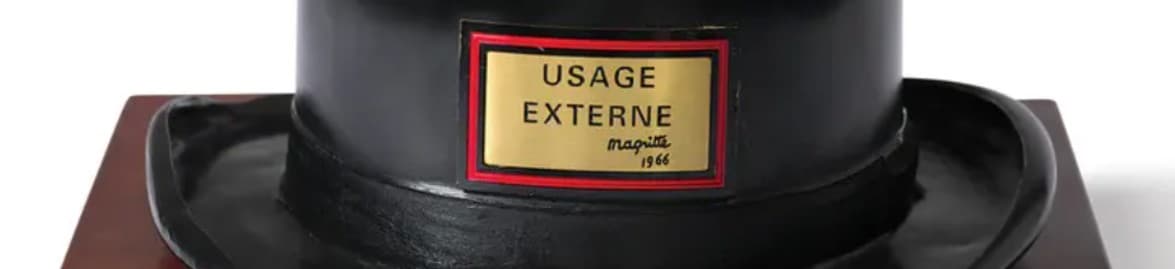 USAGE
EXTERNE
magritte
1966